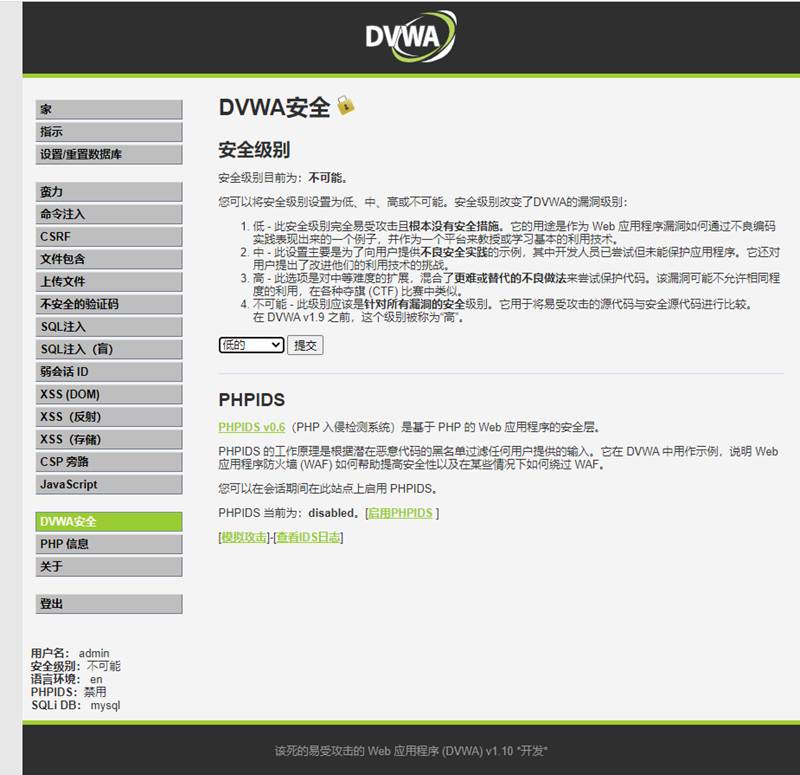 DVWA
家
指示
设置/重置数据库
蛮力
命令注入
CSRF
文件包含
上传文件
不安全的验证码
SQL注入
SQL注入（盲）
弱会话 ID
XSS (DOM)
XSS（反射）
XSS（存储）
CSP 旁路
JavaScript
DVWA安全
PHP 信息
关于
登出
用户名： admin
安全级别：不可能
语言环境： en
PHPIDS：禁用
SQLi DB： mysql
DVWA安全
安全级别
安全级别目前为：不可能。
您可以将安全级别设置为低、中、高或不可能。安全级别改变了DVWA的漏洞级别：
1. 低 - 此安全级别完全易受攻击且根本没有安全措施。它的用途是作为 Web 应用程序漏洞如何通过不良编码
实践表现出来的一个例子，并作为一个平台来教授或学习基本的利用技术。
2. 中 - 此设置主要是为了向用户提供不良安全实践的示例，其中开发人员已尝试但未能保护应用程序。它还对
用户提出了改进他们的利用技术的挑战。
3. 高 - 此选项是对中等难度的扩展，混合了更难或替代的不良做法来尝试保护代码。该漏洞可能不允许相同程
度的利用，在各种夺旗 (CTF) 比赛中类似。
4. 不可能 - 此级别应该是针对所有漏洞的安全级别。它用于将易受攻击的源代码与安全源代码进行比较。
在 DVWA v1.9 之前，这个级别被称为“高”。
低的 提交
PHPIDS
PHPIDS v0.6（PHP 入侵检测系统）是基于 PHP 的 Web 应用程序的安全层。
PHPIDS 的工作原理是根据潜在恶意代码的黑名单过滤任何用户提供的输入。它在 DVWA 中用作示例，说明 Web
应用程序防火墙 (WAF) 如何帮助提高安全性以及在某些情况下如何绕过 WAF。
您可以在会话期间在此站点上启用 PHPIDS。
PHPIDS 当前为：disabled。[启用PHPIDS ]
[模拟攻击]-[查看IDS日志]
该死的易受攻击的 Web 应用程序 (DVWA) v1.10 *开发*